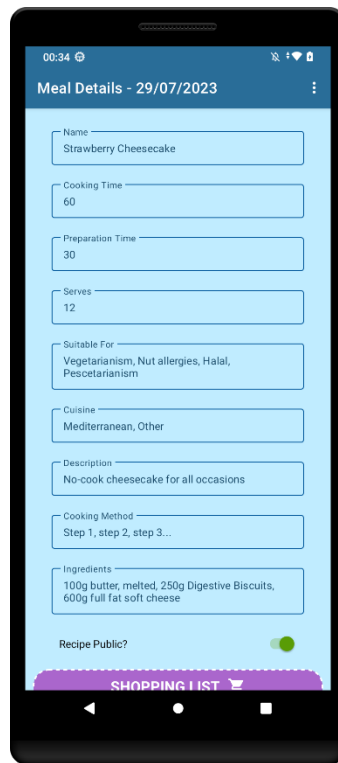 00:34
Meal Details - 29/07/2023
Name
Strawberry Cheesecake
Cooking Time
60
Preparation Time
30
Serves
12
Suitable For
Vegetarianism, Nut allergies, Halal,
Pescetarianism
Cuisine
Mediterranean, Other
Description
No-cook cheesecake for all occasions
Cooking Method
Step 1, step 2, step 3...
Ingredients
100g butter, melted, 250g Digestive Biscuits,
600g full fat soft cheese
Recipe Public?
SHOPPING LIST